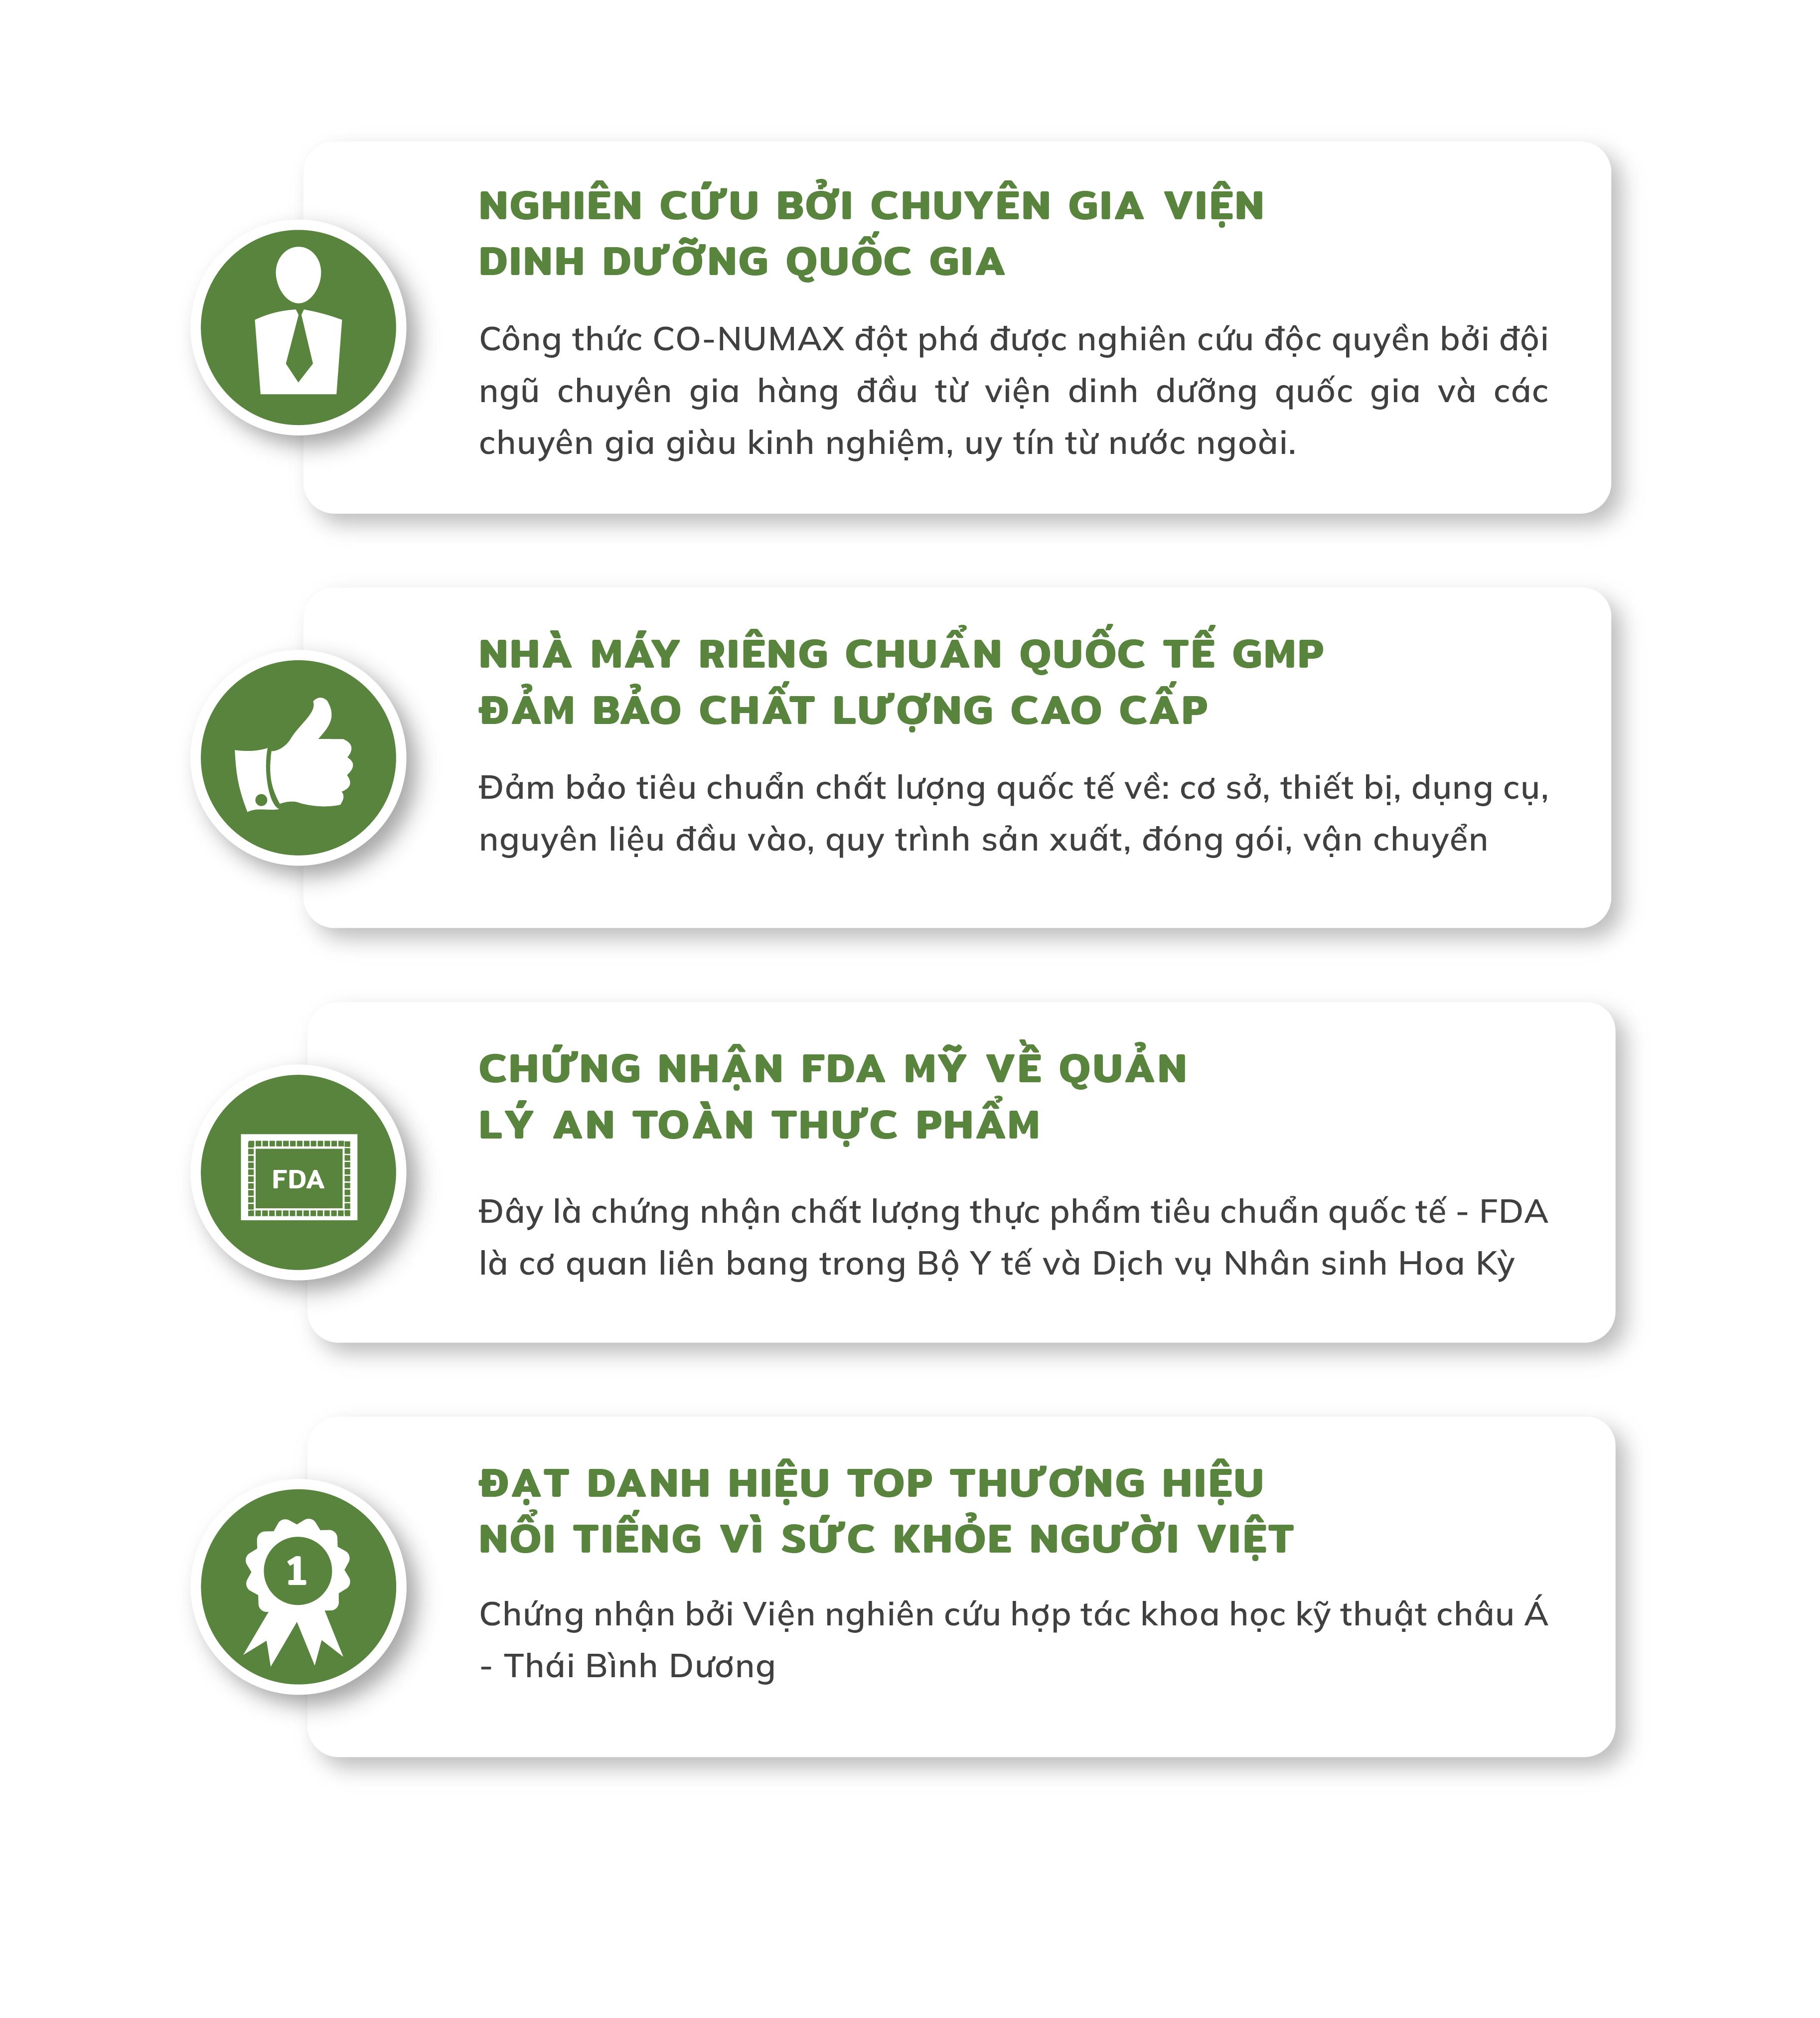 NGHIÊN CỨU BỞI CHUYÊN GIA VIỆN
DINH DƯỠNG QUỐC GIA
Công thức CO-NUMAX đột phá được nghiên cứu độc quyền bởi đội
ngũ chuyên gia hàng đầu từ viện dinh dưỡng quốc gia và các
chuyên gia giàu kinh nghiệm, uy tín từ nước ngoài.
NHÀ MÁY RIÊNG CHUẨN QUỐC TẾ GMP
ĐẢM BẢO CHẤT LƯỢNG CAO CẤP
Đảm bảo tiêu chuẩn chất lượng quốc tế về: cơ sở, thiết bị, dụng cụ,
nguyên liệu đầu vào, quy trình sản xuất, đóng gói, vận chuyển
FDA
CHỨNG NHẬN FDA MỸ VỀ QUẢN
LÝ AN TOÀN THỰC PHẨM
Đây là chứng nhận chất lượng thực phẩm tiêu chuẩn quốc tế - FDA
là cơ quan liên bang trong Bộ Y tế và Dịch vụ Nhân sinh Hoa Kỳ
1
ĐẠT DANH HIỆU TOP THƯƠNG HIỆU
NỔI TIẾNG VÌ SỨC KHỎE NGƯỜI VIỆT
Chứng nhận bởi Viện nghiên cứu hợp tác khoa học kỹ thuật châu Á
- Thái Bình Dương